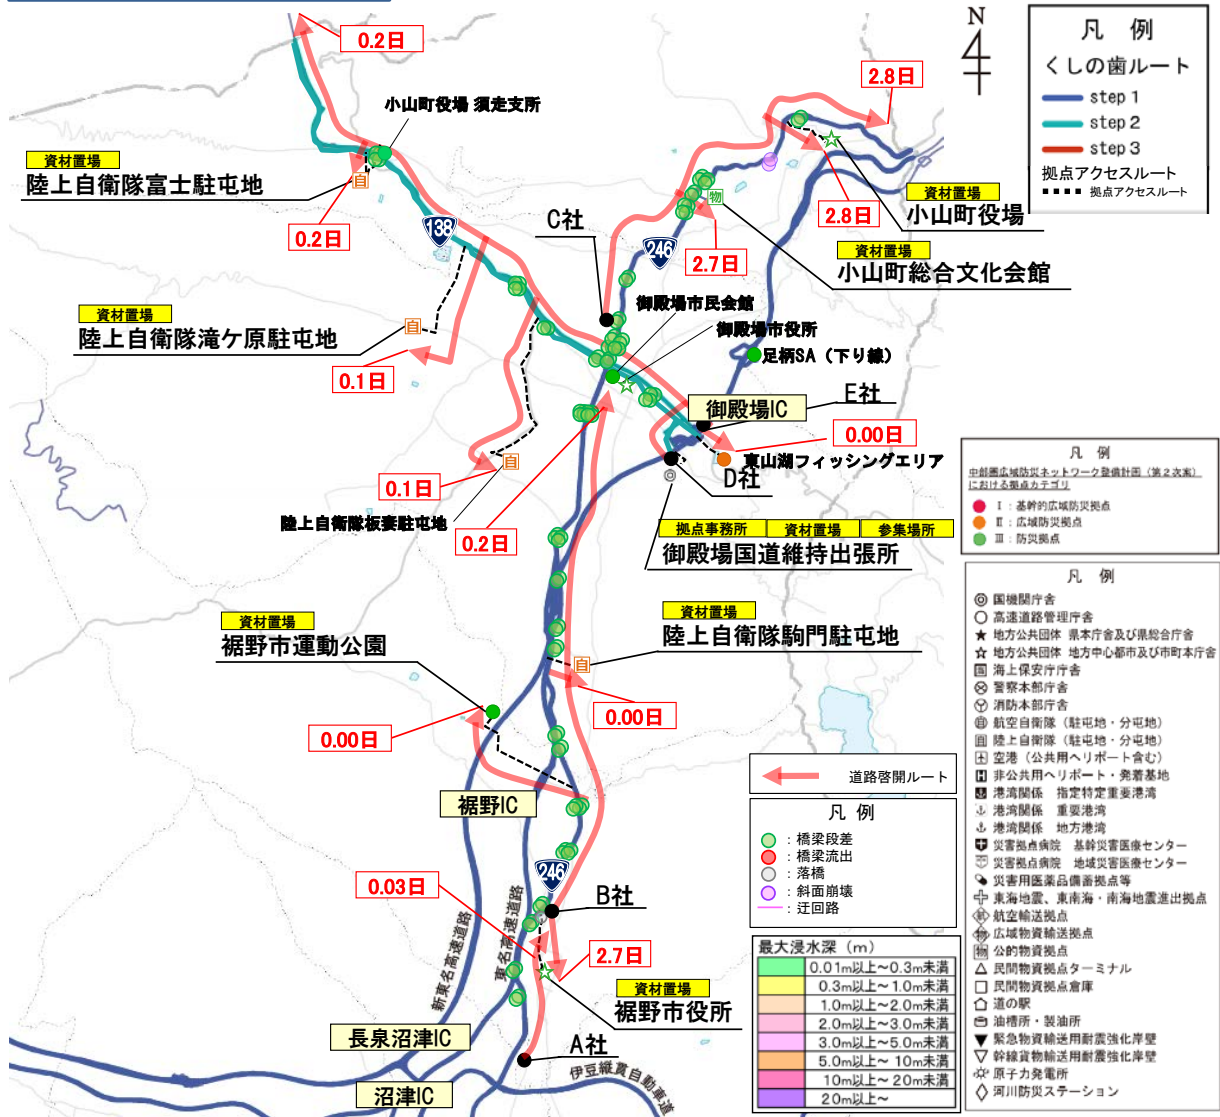 0.2日
N
凡　例
くしの歯ルート
step 1
step 2
step 3
拠点アクセスルート
拠点アクセスルート
2.8日
小山町役場 須走支所
資材置場
陸上自衛隊富士駐屯地
0.2日
138
C社
246
2.7日
2.8日
資材置場
小山町役場
資材置場
小山町総合文化会館
物
自
御殿場市民会館
御殿場市役所
足柄SA（下り線）
資材置場
陸上自衛隊滝ケ原駐屯地
自
0.1日
E社
御殿場IC
0.00日
東山湖フィッシングエリア
D社
自
0.1日
陸上自衛隊板妻駐屯地
0.2日
拠点事務所
資材置場
参集場所
御殿場国道維持出張所
凡　例
中部圏広域防災ネットワーク整備計画（第２次案）
における拠点カテゴリ
Ⅰ：基幹的広域防災拠点
Ⅱ：広域防災拠点
Ⅲ：防災拠点
資材置場
裾野市運動公園
資材置場
陸上自衛隊駒門駐屯地
自
0.00日
0.00日
裾野IC
246
0.03日
B社
2.7日
資材置場
裾野市役所
新東名高速道路
東名高速道路
長泉沼津IC
沼津IC
A社
伊豆縦貫自動車道
道路啓開ルート
凡　例
：橋梁段差
：橋梁流出
：落橋
：斜面崩壊
：迂回路
最大浸水深（m）
0.01m以上～0.3m未満
0.3m以上～1.0m未満
1.0m以上～2.0m未満
2.0m以上～3.0m未満
3.0m以上～5.0m未満
5.0m以上～10m未満
10m以上～20m未満
20m以上～
凡　例
国機関庁舎
高速道路管理庁舎
地方公共団体　県本庁舎及び県総合庁舎
地方公共団体　地方中心都市及び市町本庁舎
海上保安庁庁舎
警察本部庁舎
消防本部庁舎
航空自衛隊（駐屯地・分屯地）
陸上自衛隊（駐屯地・分屯地）
空港（公共用ヘリポート含む）
非公共用ヘリポート・発着基地
港湾関係　指定特定重要港湾
港湾関係　重要港湾
港湾関係　地方港湾
災害拠点病院　基幹災害医療センター
災害拠点病院　地域災害医療センター
災害用医薬品備蓄拠点等
東海地震、東南海・南海地震進出拠点
航空輸送拠点
広域物資輸送拠点
公的物資拠点
民間物資拠点ターミナル
民間物資拠点倉庫
道の駅
油槽所・製油所
緊急物資輸送用耐震強化岸壁
幹線貨物輸送用耐震強化岸壁
原子力発電所
河川防災ステーション